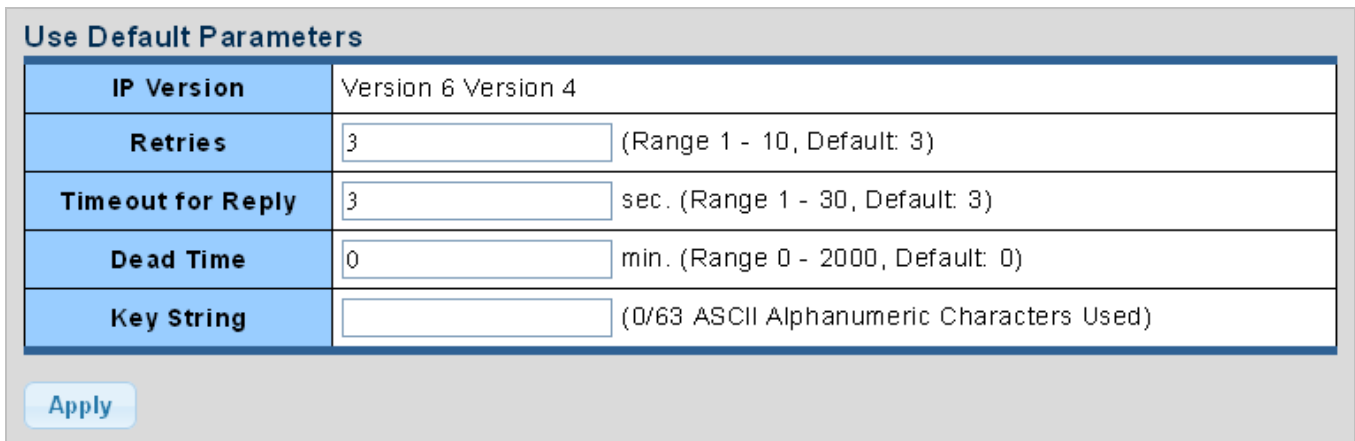 Use Default Parameters
IP Version Version 6 Version 4
Retries 3 (Range 1 - 10, Default: 3)
Timeout for Reply 3 sec. (Range 1 - 30, Default: 3)
Dead Time 0 min. (Range 0 - 2000, Default: 0)
Key String (0/63 ASCII Alphanumeric Characters Used)
Apply